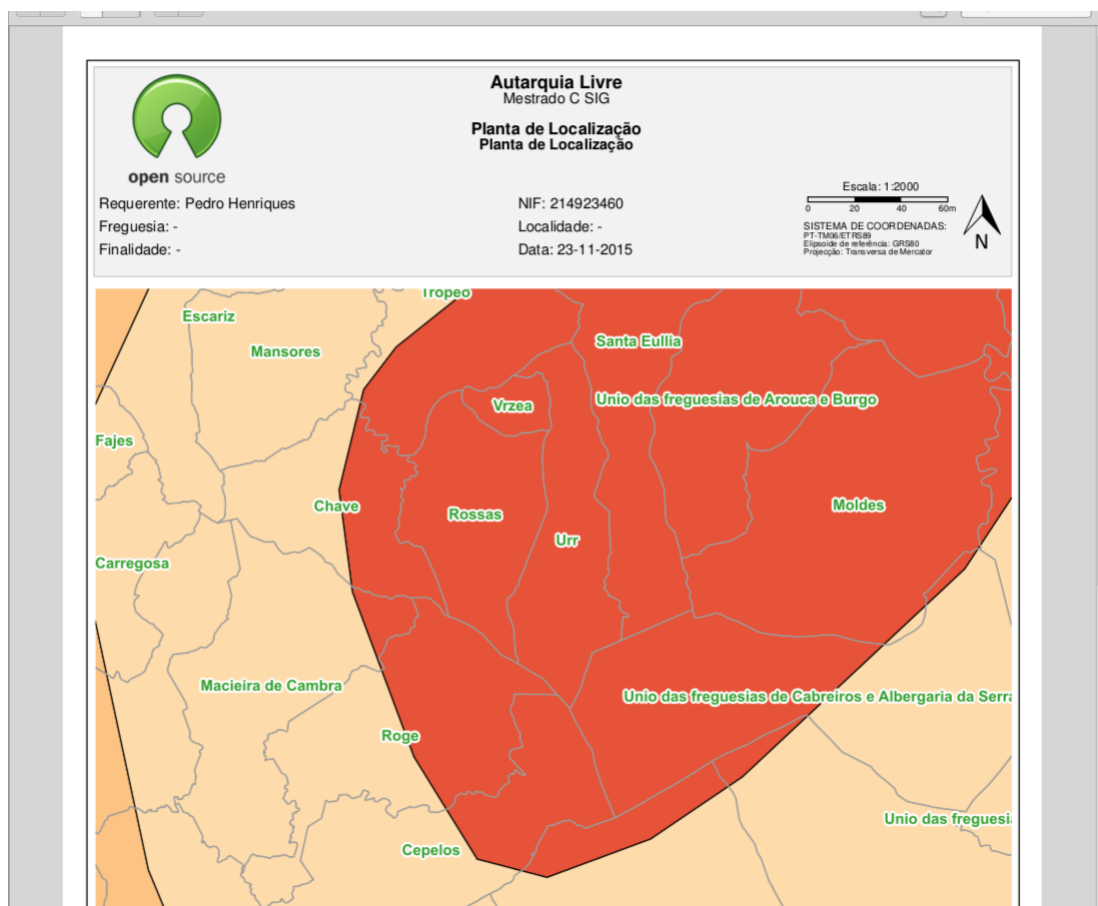 Autarquia Livre
Mestrado C SIG
Planta de Localização
Planta de Localização
open source
Requerente: Pedro Henriques
NIF: 214923460
Escala: 1:2000
0 20 40 60m
Freguesia: -
Localidade: -
SISTEMA DE COORDENADAS:
PT-TM06/ETRS89
Elipsoide de referência: GRS80
Projecção: Transversa de Mercator
N
Finalidade: -
Data: 23-11-2015
Tropeo
Escariz
Santa Eullia
Mansores
Vrzea
Unio das freguesias de Arouca e Burgo
Fajes
Chave
Rossas
Moldes
Urr
Carregosa
Macieira de Cambra
Unio das freguesias de Cabreiros e Albergaria da Serra
Roge
Unio das freguesi
Cepelos